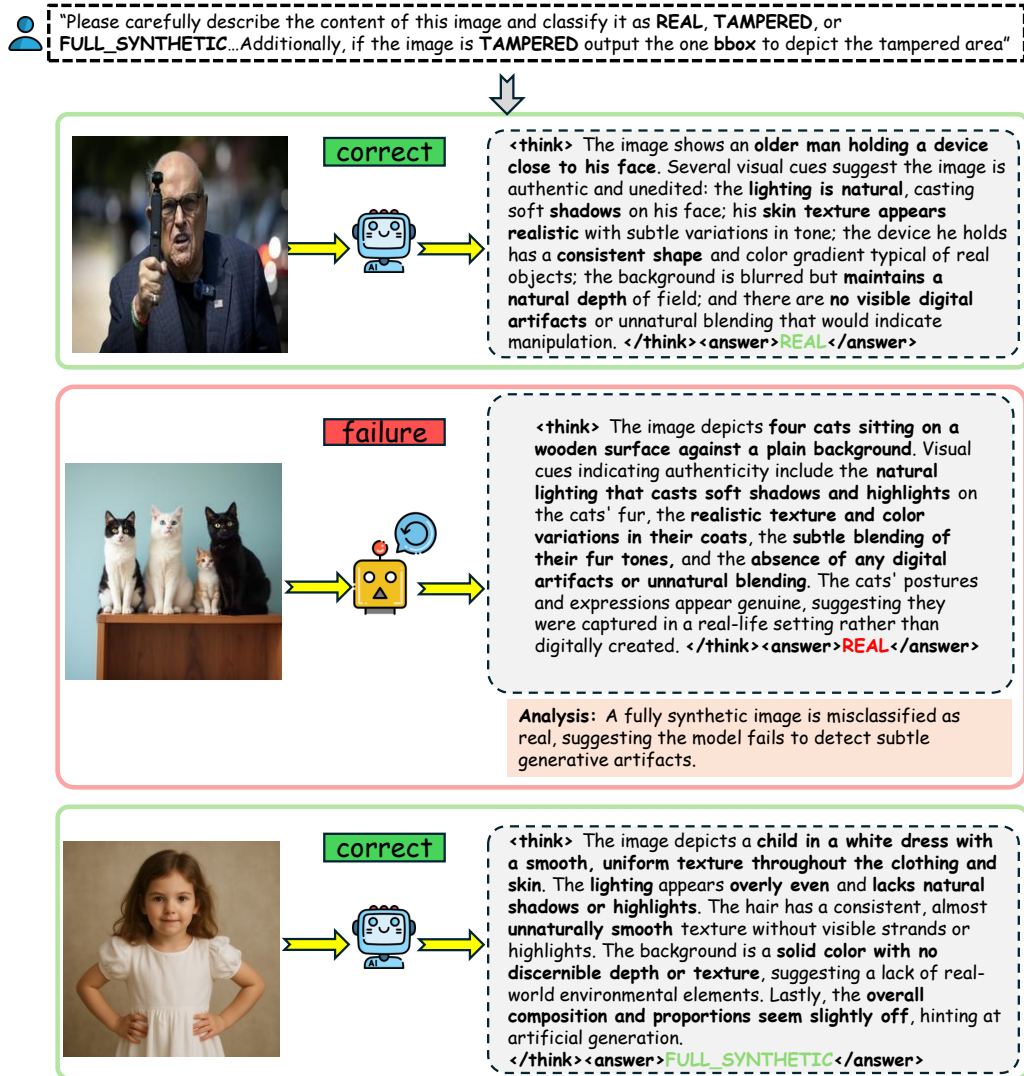 “Please carefully describe the content of this image and classify it as REAL, TAMPERED, or
FULL_SYNTHETIC...Additionally, if the image is TAMPERED output the one bbox to depict the tampered area”
correct
AI
<think> The image shows an older man holding a device
close to his face. Several visual cues suggest the image is
authentic and unedited: the lighting is natural, casting
soft shadows on his face; his skin texture appears
realistic with subtle variations in tone; the device he holds
has a consistent shape and color gradient typical of real
objects; the background is blurred but maintains a
natural depth of field; and there are no visible digital
artifacts or unnatural blending that would indicate
manipulation. </think><answer>REAL</answer>
failure
<think> The image depicts four cats sitting on a
wooden surface against a plain background. Visual
cues indicating authenticity include the natural
lighting that casts soft shadows and highlights on
the cats' fur, the realistic texture and color
variations in their coats, the subtle blending of
their fur tones, and the absence of any digital
artifacts or unnatural blending. The cats' postures
and expressions appear genuine, suggesting they
were captured in a real-life setting rather than
digitally created. </think><answer>REAL</answer>
Analysis: A fully synthetic image is misclassified as
real, suggesting the model fails to detect subtle
generative artifacts.
correct
AI
<think> The image depicts a child in a white dress with
a smooth, uniform texture throughout the clothing and
skin. The lighting appears overly even and lacks natural
shadows or highlights. The hair has a consistent, almost
unnaturally smooth texture without visible strands or
highlights. The background is a solid color with no
discernible depth or texture, suggesting a lack of real-
world environmental elements. Lastly, the overall
composition and proportions seem slightly off, hinting at
artificial generation.
</think><answer>FULL_SYNTHETIC</answer>